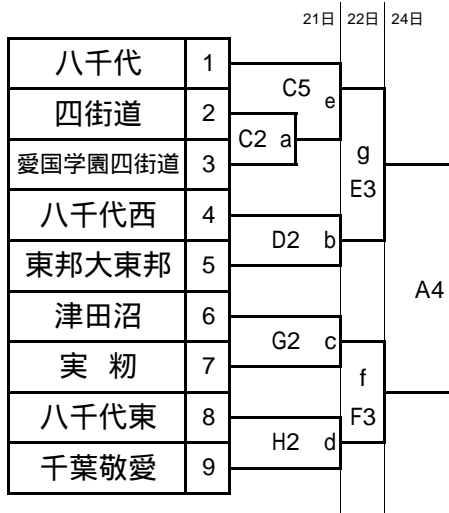 21日 22日 24日
八千代 1
C5 e
四街道 2
C2 a
愛国学園四街道 3
g
E3
八千代西 4
D2 b
東邦大東邦 5
A4
津田沼 6
G2 c
実 籾 7
f
F3
八千代東 8
H2 d
千葉敬愛 9